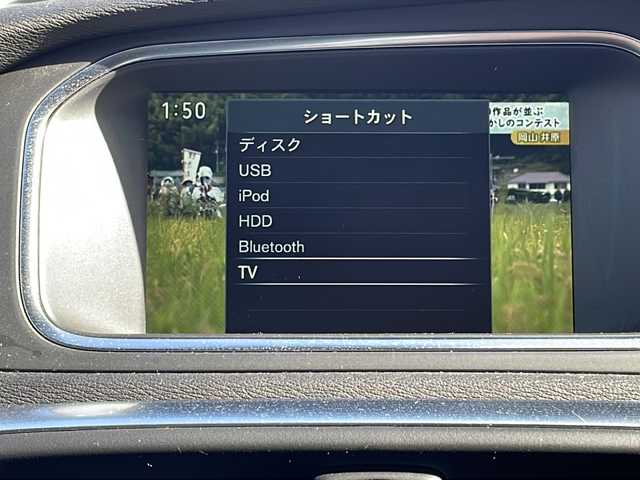 1:50
ショートカット
の作品が並ぶ
かしのコンテスト
岡山 井原
ディスク
USB
iPod
HDD
Bluetooth
TV